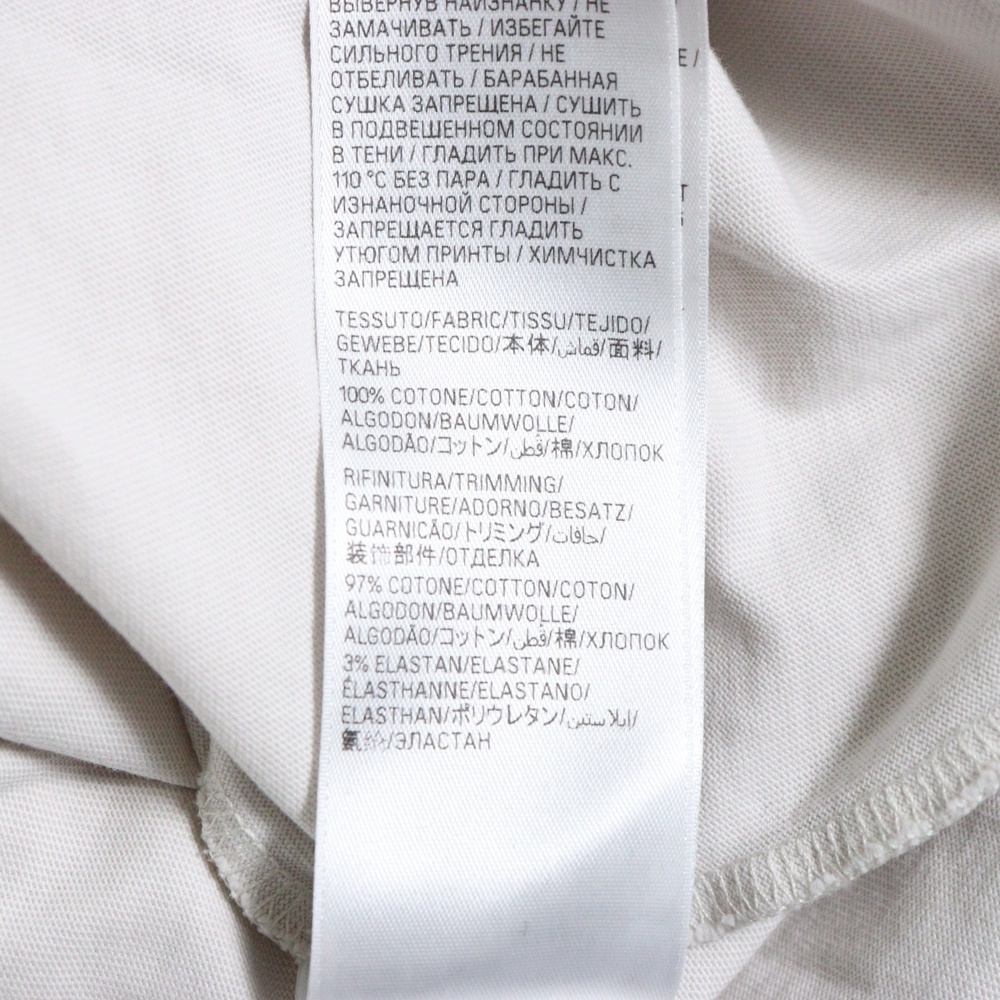 ВЫВЕРНУВ НАИЗНАНКУ / НЕ
ЗАМАЧИВАТЬ / ИЗБЕГАЙТЕ
СИЛЬНОГО ТРЕНИЯ / НЕ
ОТБЕЛИВАТЬ / БАРАБАННАЯ
СУШКА ЗАПРЕЩЕНА / СУШИТЬ
В ПОДВЕШЕННОМ СОСТОЯНИИ
В ТЕНИ / ГЛАДИТЬ ПРИ МАКС.
110 °C БЕЗ ПАРА / ГЛАДИТЬ С
ИЗНАНОЧНОЙ СТОРОНЫ /
ЗАПРЕЩАЕТСЯ ГЛАДИТЬ
УТЮГОМ ПРИНТЫ / ХИМЧИСТКА
ЗАПРЕЩЕНА
TESSUTO/FABRIC/TISSU/TEJIDO/
GEWEBE/TECIDO/本体/قماش/面料/
ТКАНЬ
100% COTONE/COTTON/COTON/
ALGODON/BAUMWOLLE/
ALGODÃO/コットン/قطن/棉/ХЛОПОК
RIFINITURA/TRIMMING/
GARNITURE/ADORNO/BESATZ/
GUARNICÃO/トリミング/حافات/
装饰部件/ОТДЕЛКА
97% COTONE/COTTON/COTON/
ALGODON/BAUMWOLLE/
ALGODÃO/コットン/قطن/棉/ХЛОПОК
3% ELASTAN/ELASTANE/
ÉLASTHANNE/ELASTANO/
ELASTHAN/ポリウレタン/إيلاستين/
氨纶/ЭЛАСТАН